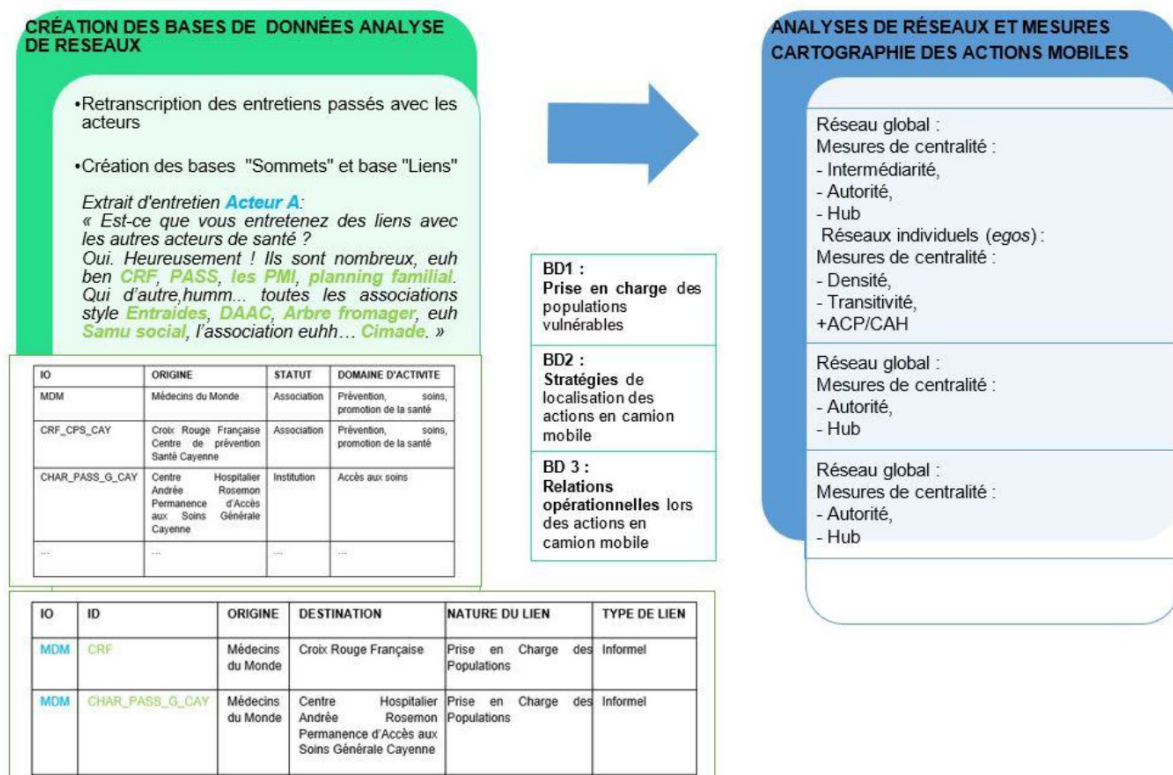 CRÉATION DES BASES DE DONNÉES ANALYSE
DE RESEAUX
•Retranscription des entretiens passés avec les
acteurs
•Création des bases "Sommets" et base "Liens"
Extrait d'entretien Acteur A:
« Est-ce que vous entretenez des liens avec
les autres acteurs de santé ?
Oui. Heureusement ! Ils sont nombreux, euh
ben CRF, PASS, les PMI, planning familial.
Qui d'autre,humm... toutes les associations
style Entraides, DAAC, Arbre fromager, euh
Samu social, l'association euhh… Cimade. »
IO ORIGINE STATUT DOMAINE D'ACTIVITE
MDM Médecins du Monde Association Prévention, soins,
promotion de la santé
CRF_CPS_CAY Croix Rouge Française Association Prévention, soins,
Centre de prévention promotion de la santé
Santé Cayenne
CHAR_PASS_G_CAY Centre Hospitalier Institution Accès aux soins
Andrée Rosemon
Permanence d'Accès
aux Soins Générale
Cayenne
... ... ... ...
IO ID ORIGINE DESTINATION NATURE DU LIEN TYPE DE LIEN
MDM CRF Médecins Croix Rouge Française Prise en Charge des Informel
du Monde Populations
MDM CHAR_PASS_G_CAY Médecins Centre Hospitalier Prise en Charge des Informel
du Monde Andrée Rosemon Populations
Permanence d'Accès aux
Soins Générale Cayenne
BD1 :
Prise en charge des
populations
vulnérables
BD2 :
Stratégies de
localisation des
actions en camion
mobile
BD 3 :
Relations
opérationnelles lors
des actions en
camion mobile
ANALYSES DE RÉSEAUX ET MESURES
CARTOGRAPHIE DES ACTIONS MOBILES
Réseau global :
Mesures de centralité :
- Intermédiarité,
- Autorité,
- Hub
Réseaux individuels (egos) :
Mesures de centralité :
- Densité,
- Transitivité,
+ACP/CAH
Réseau global :
Mesures de centralité :
- Autorité,
- Hub
Réseau global :
Mesures de centralité :
- Autorité,
- Hub